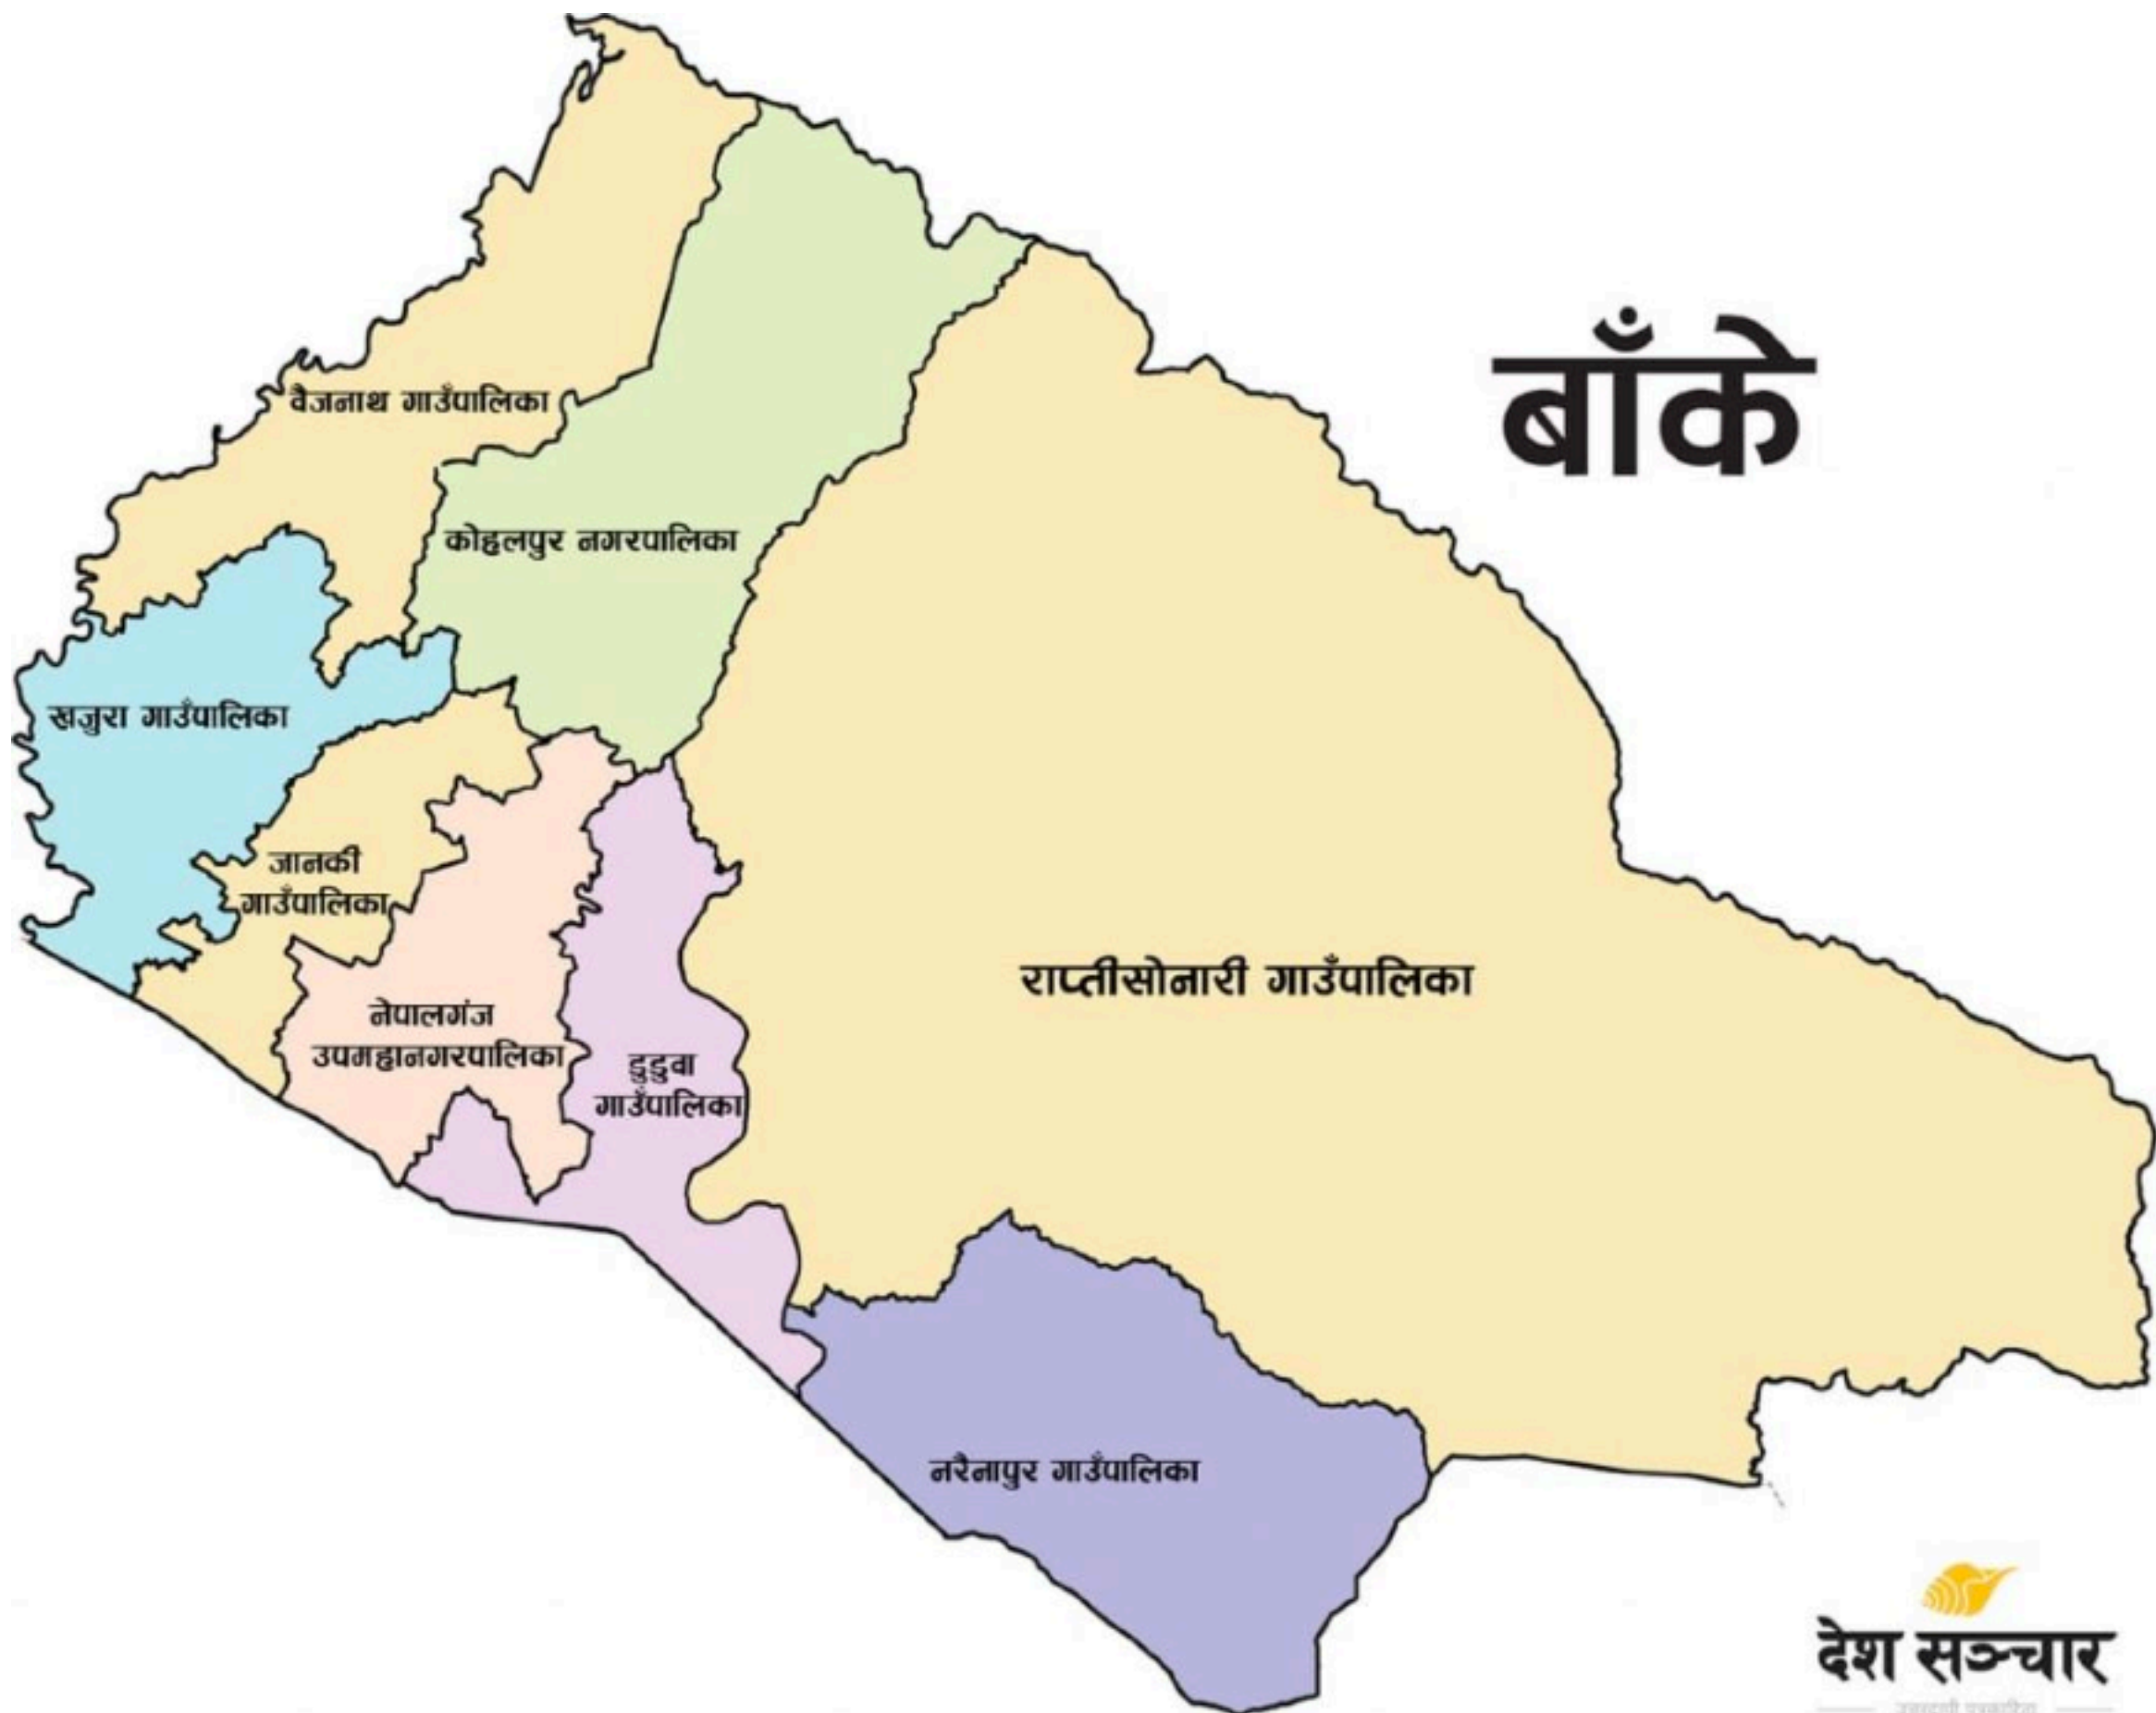 बाँके
वैजनाथ गाउँपालिका
कोहलपुर नगरपालिका
खजुरा गाउँपालिका
जानकी
गाउँपालिका
राप्तीसोनारी गाउँपालिका
नेपालगंज
उपमहानगरपालिका
डुडुवा
गाउँपालिका
नरैनापुर गाउँपालिका
देश सञ्चार